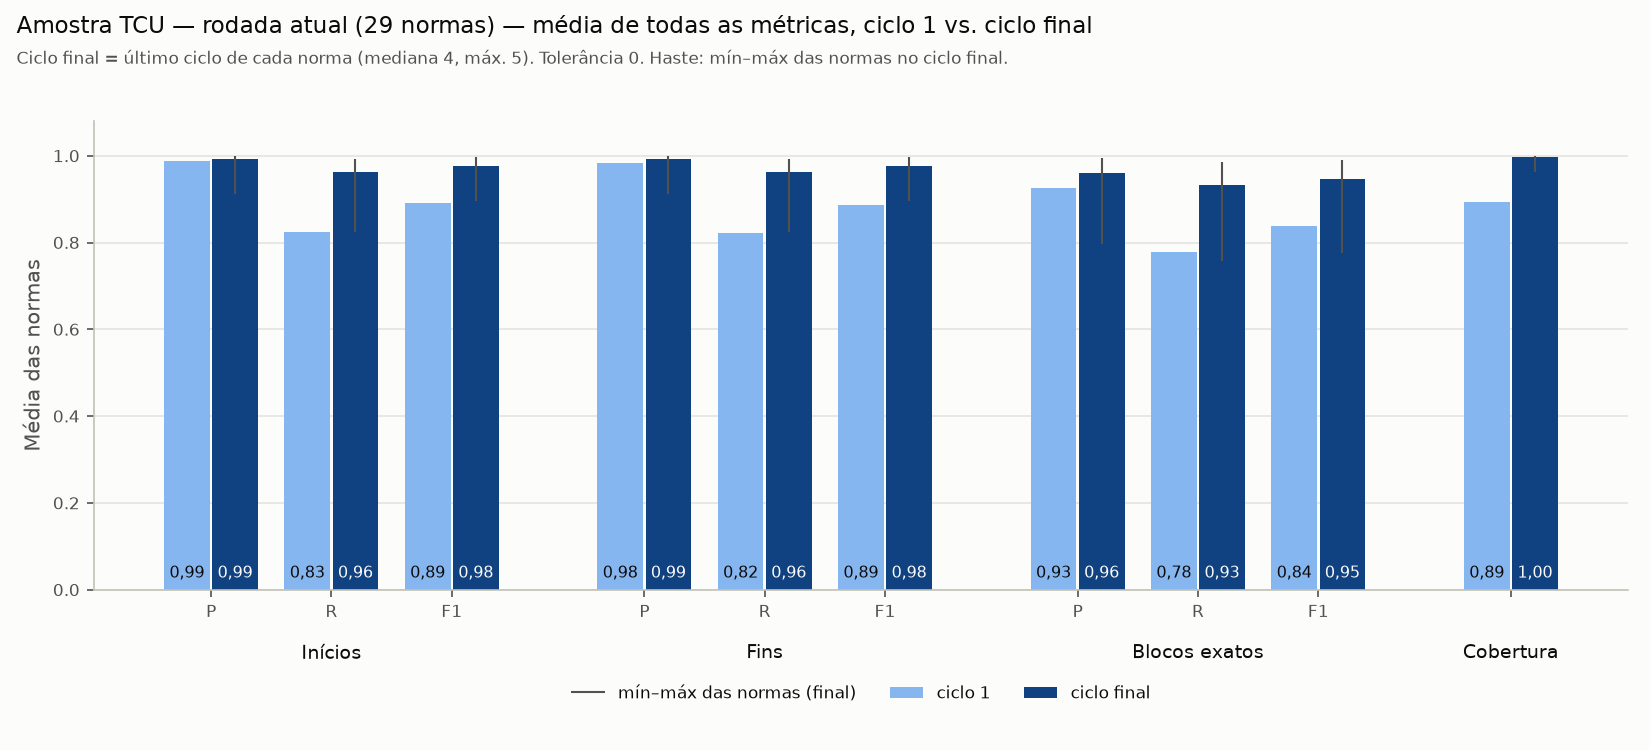 Amostra TCU — rodada atual (29 normas) — média de todas as métricas, ciclo 1 vs. ciclo final
Ciclo final = último ciclo de cada norma (mediana 4, máx. 5). Tolerância 0. Haste: mín–máx das normas no ciclo final.
Média das normas
1.0
0.8
0.6
0.4
0.2
0.0
0,99 0,99 0,83 0,96 0,89 0,98 0,98 0,99 0,82 0,96 0,89 0,98 0,93 0,96 0,78 0,93 0,84 0,95 0,89 1,00
P R F1 P R F1 P R F1
Inícios Fins Blocos exatos Cobertura
mín–máx das normas (final) ciclo 1 ciclo final